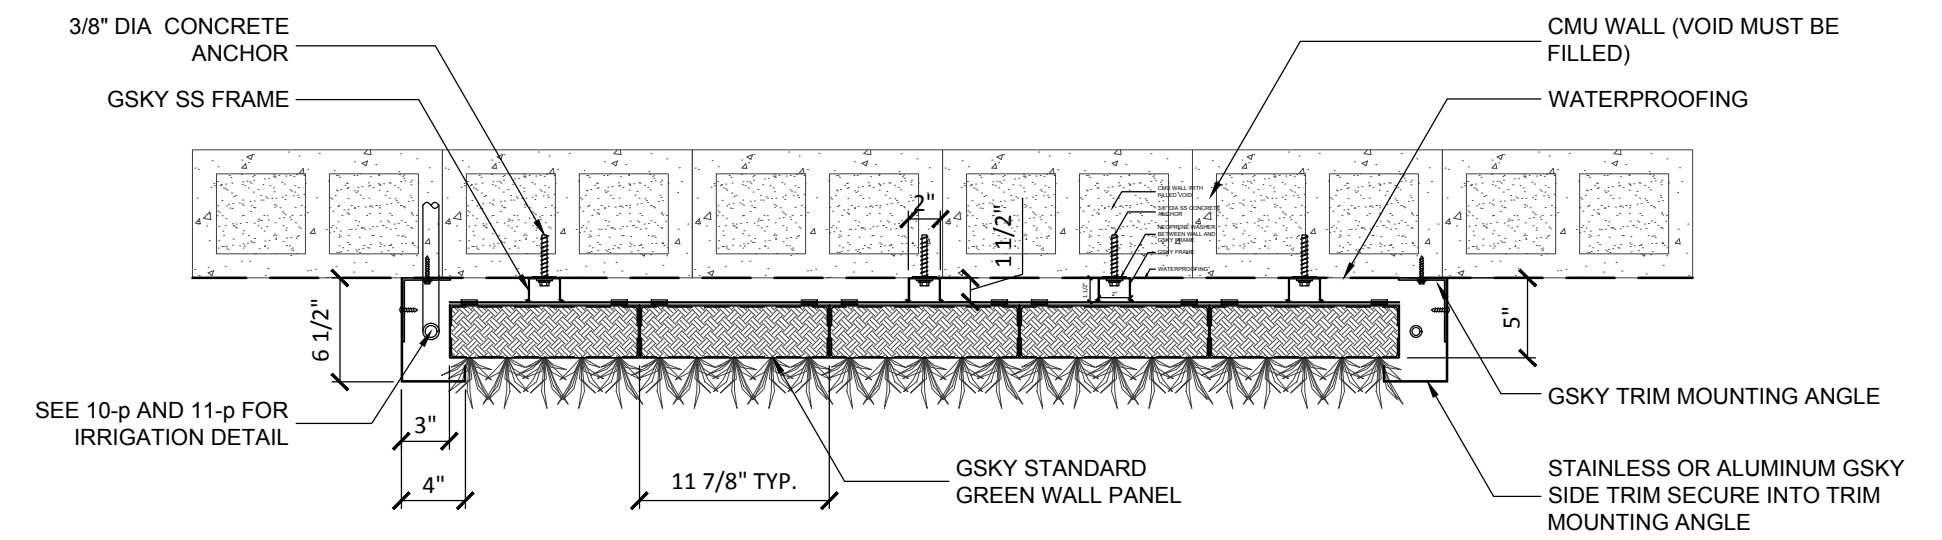 3/8" DIA CONCRETE
ANCHOR
GSKY SS FRAME
CMU WALL (VOID MUST BE
FILLED)
WATERPROOFING
2"
1 1/2"
CMU WALL WITH
FILLED VOID
3/8" DIA SS CONCRETE
ANCHOR
NEOPRENE WASHER
BETWEEN WALL AND
GSKY FRAME
GSKY FRAME
WATERPROOFING
1 1/2"
2"
6 1/2"
5"
SEE 10-p AND 11-p FOR
IRRIGATION DETAIL
3"
4"
11 7/8" TYP.
GSKY STANDARD
GREEN WALL PANEL
GSKY TRIM MOUNTING ANGLE
STAINLESS OR ALUMINUM GSKY
SIDE TRIM SECURE INTO TRIM
MOUNTING ANGLE